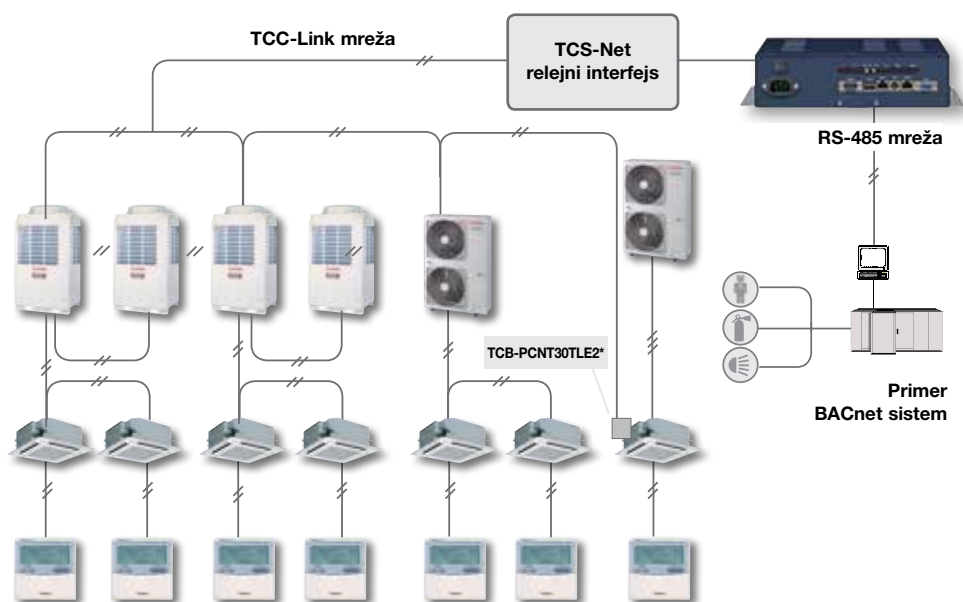 TCC-Link mreža
TCS-Net
relejni interfejs
RS-485 mreža
TCB-PCNT30TLE2*
Primer
BACnet sistem